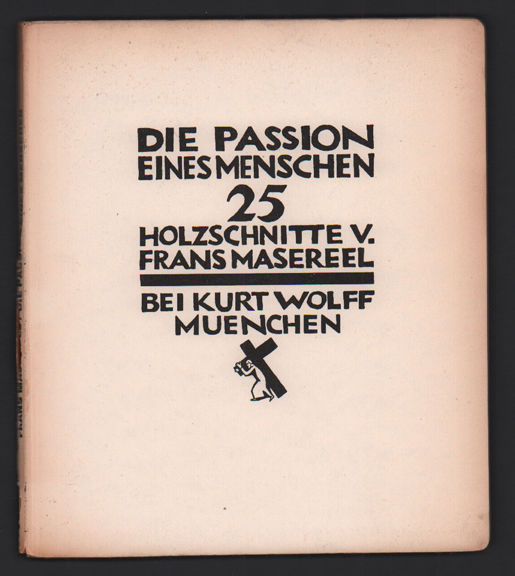 DIE PASSION
EINES MENSCHEN
25
HOLZSCHNITTE V.
FRANS MASEREEL
BEI KURT WOLFF
MUENCHEN